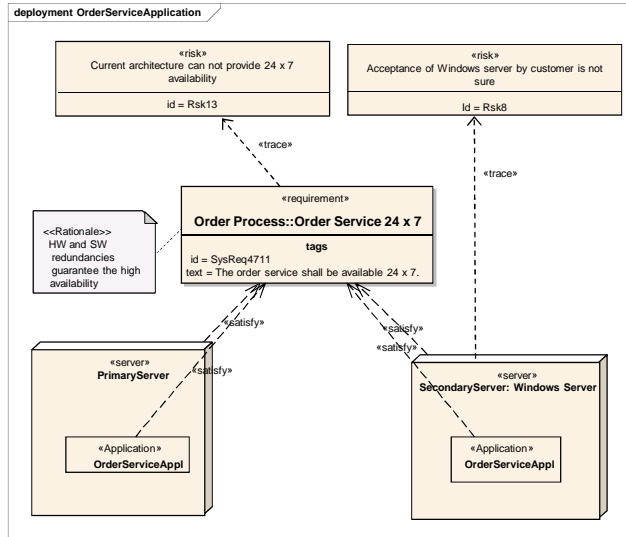 deployment OrderServiceApplication
«risk»
Current architecture can not provide 24 x 7
availability
id = Rsk13
«risk»
Acceptance of Windows server by customer is not
sure
Id = Rsk8
«trace»
«trace»
«requirement»
Order Process::Order Service 24 x 7
tags
id = SysReq4711
text = The order service shall be available 24 x 7.
<<Rationale>>
HW and SW
redundancies
guarantee the high
availability
«satisfy»
«satisfy»
«satisfy»
«satisfy»
«server»
PrimaryServer
«Application»
OrderServiceAppl
«server»
SecondaryServer: Windows Server
«Application»
OrderServiceAppl